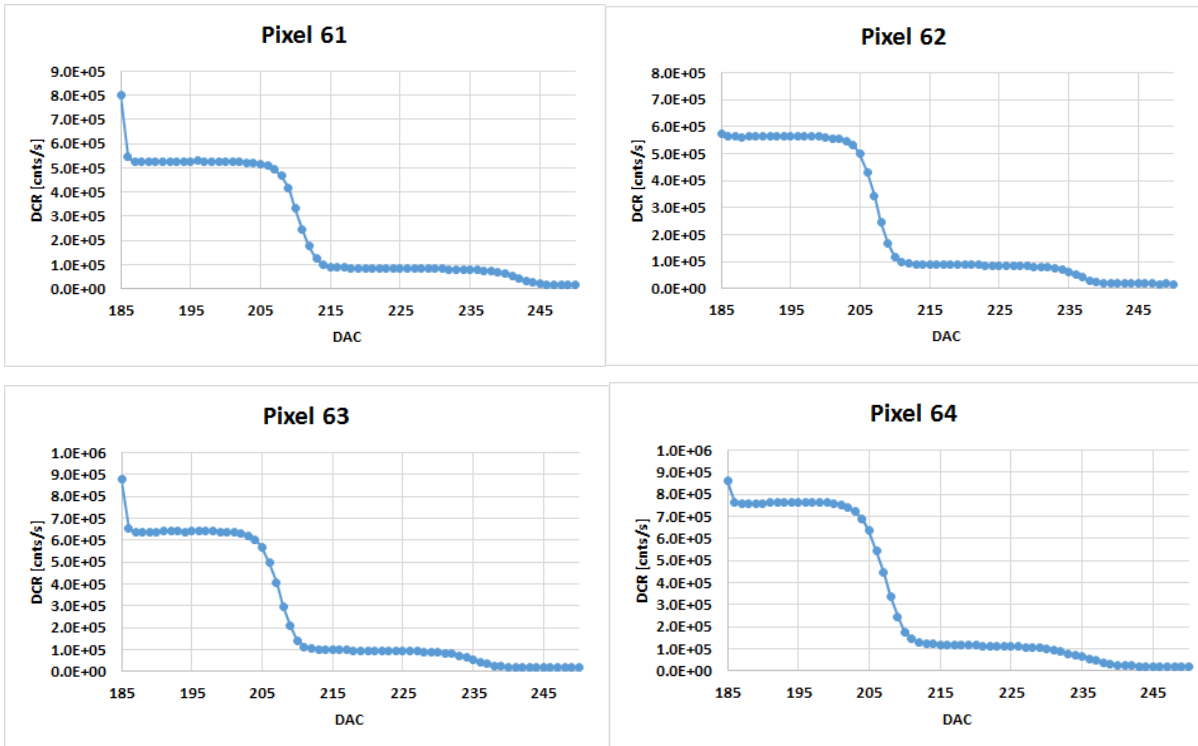 Pixel 61
9.0E+05
8.0E+05
7.0E+05
6.0E+05
5.0E+05
4.0E+05
3.0E+05
2.0E+05
1.0E+05
0.0E+00
DCR [cnts/s]
185 195 205 215 225 235 245
DAC
Pixel 62
8.0E+05
7.0E+05
6.0E+05
5.0E+05
4.0E+05
3.0E+05
2.0E+05
1.0E+05
0.0E+00
DCR [cnts/s]
185 195 205 215 225 235 245
DAC
Pixel 63
1.0E+06
9.0E+05
8.0E+05
7.0E+05
6.0E+05
5.0E+05
4.0E+05
3.0E+05
2.0E+05
1.0E+05
0.0E+00
DCR [cnts/s]
185 195 205 215 225 235 245
DAC
Pixel 64
1.0E+06
9.0E+05
8.0E+05
7.0E+05
6.0E+05
5.0E+05
4.0E+05
3.0E+05
2.0E+05
1.0E+05
0.0E+00
DCR [cnts/s]
185 195 205 215 225 235 245
DAC